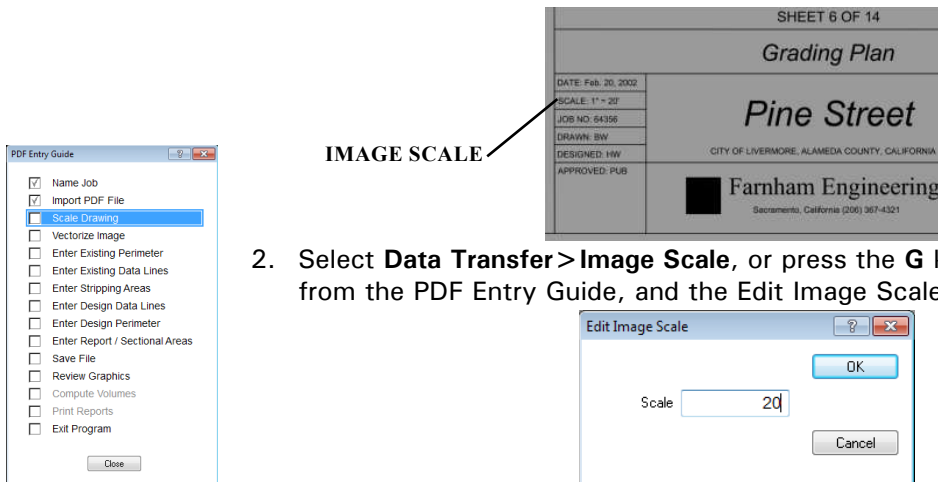 SHEET 6 OF 14
Grading Plan
DATE: Feb. 20, 2002
SCALE: 1" = 20'
JOB NO: 64356
DRAWN: BW
DESIGNED: HW
APPROVED: PUB
Pine Street
CITY OF LIVERMORE, ALAMEDA COUNTY, CALIFORNIA
Farnham Engineering
Sacramento, California (206) 367-4321
IMAGE SCALE
PDF Entry Guide
Name Job
Import PDF File
Scale Drawing
Vectorize Image
Enter Existing Perimeter
Enter Existing Data Lines
Enter Stripping Areas
Enter Design Data Lines
Enter Design Perimeter
Enter Report / Sectional Areas
Save File
Review Graphics
Compute Volumes
Print Reports
Exit Program
Close
2. Select Data Transfer>Image Scale, or press the G
from the PDF Entry Guide, and the Edit Image Scale
Edit Image Scale
OK
Scale 20
Cancel